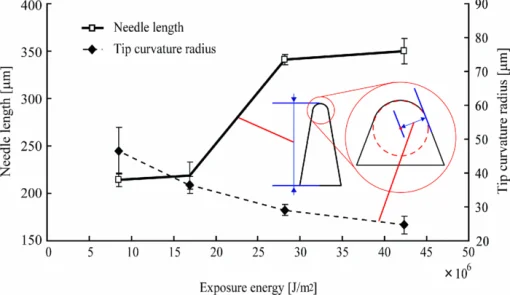 400
350
300
250
200
150
Needle length [μm]
Needle length
Tip curvature radius
90
80
70
60
50
40
30
20
Tip curvature radius [μm]
0 5 10 15 20 25 30 35 40 45 50
×10⁶
Exposure energy [J/m2]